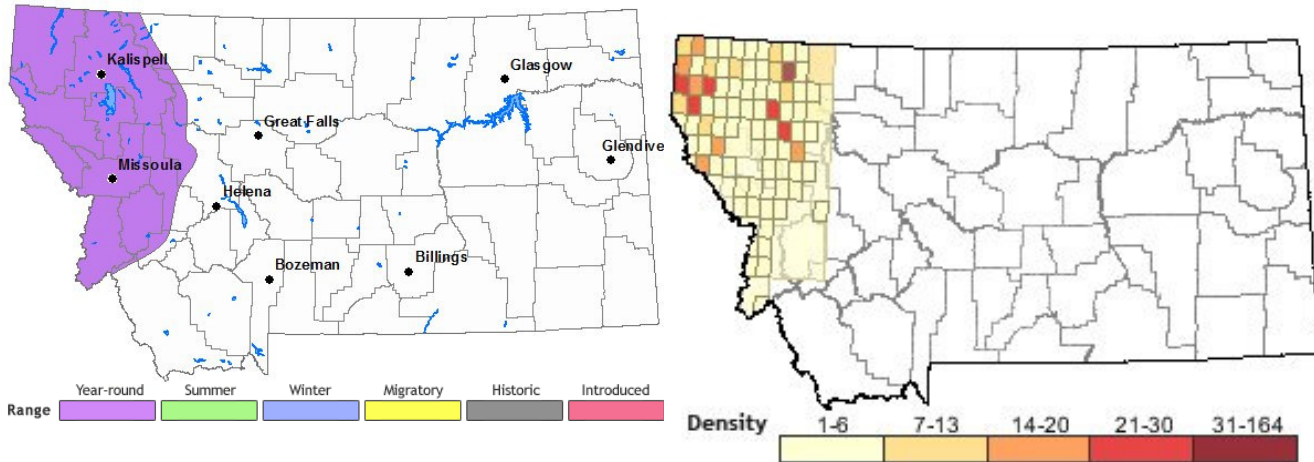 Kalispell
Glasgow
Great Falls
Glendive
Missoula
Helena
Bozeman
Billings
Year-round Summer Winter Migratory Historic Introduced
Range
Density 1-6 7-13 14-20 21-30 31-164